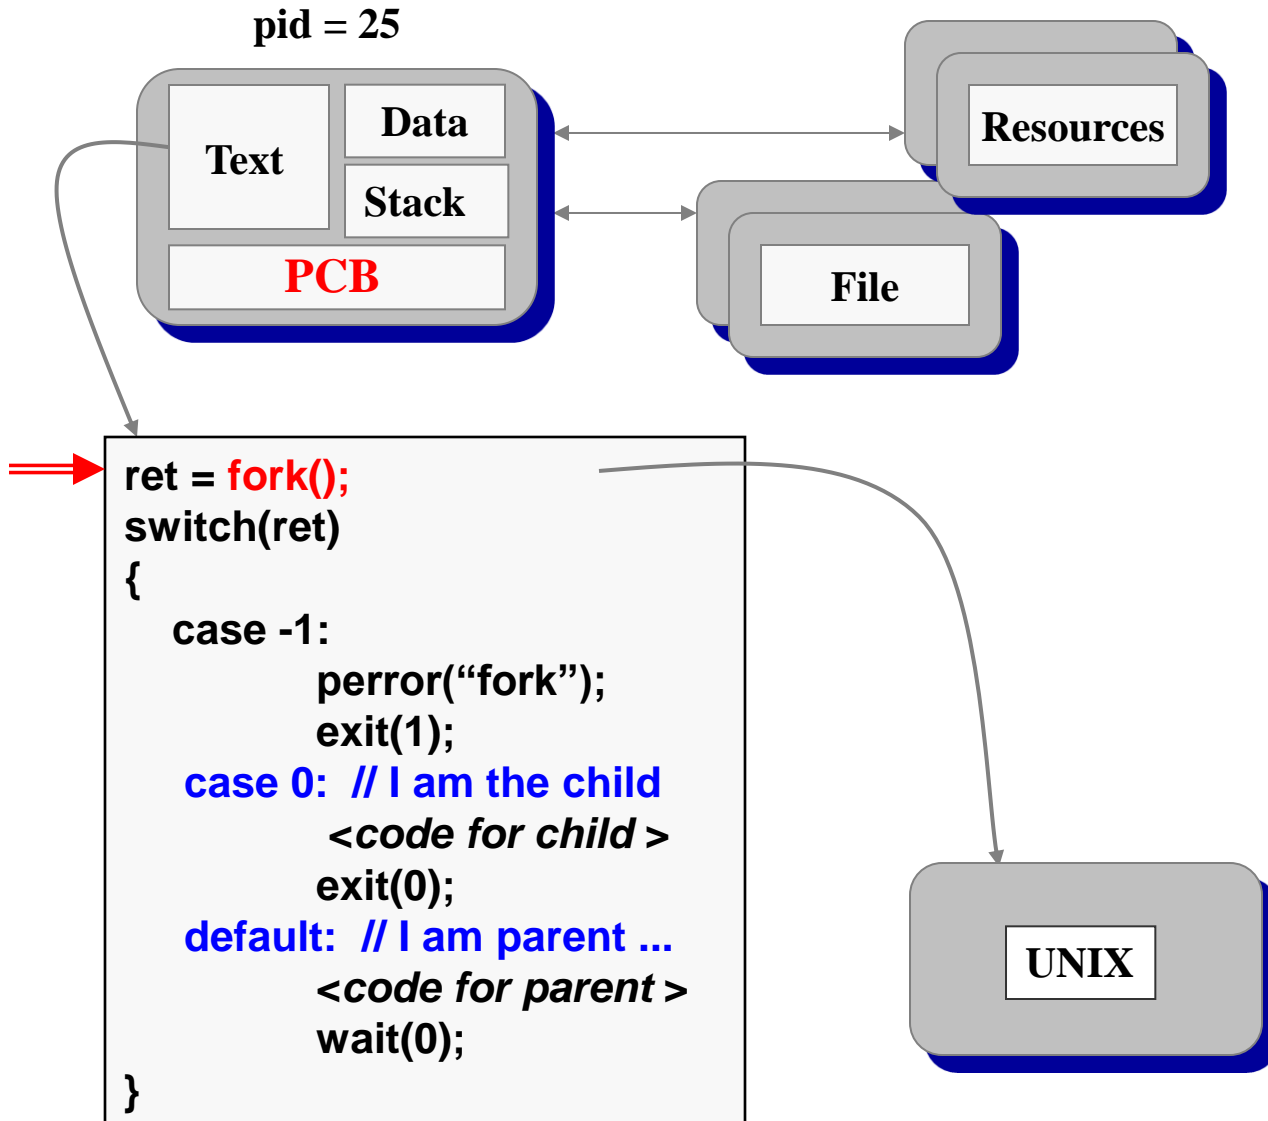 pid = 25
Text
Data
Stack
PCB
Resources
File
ret = fork();
switch(ret)
{
case -1:
perror(“fork”);
exit(1);
case 0:  // I am the child
<code for child >
exit(0);
default:  // I am parent ...
<code for parent >
wait(0);
}
UNIX